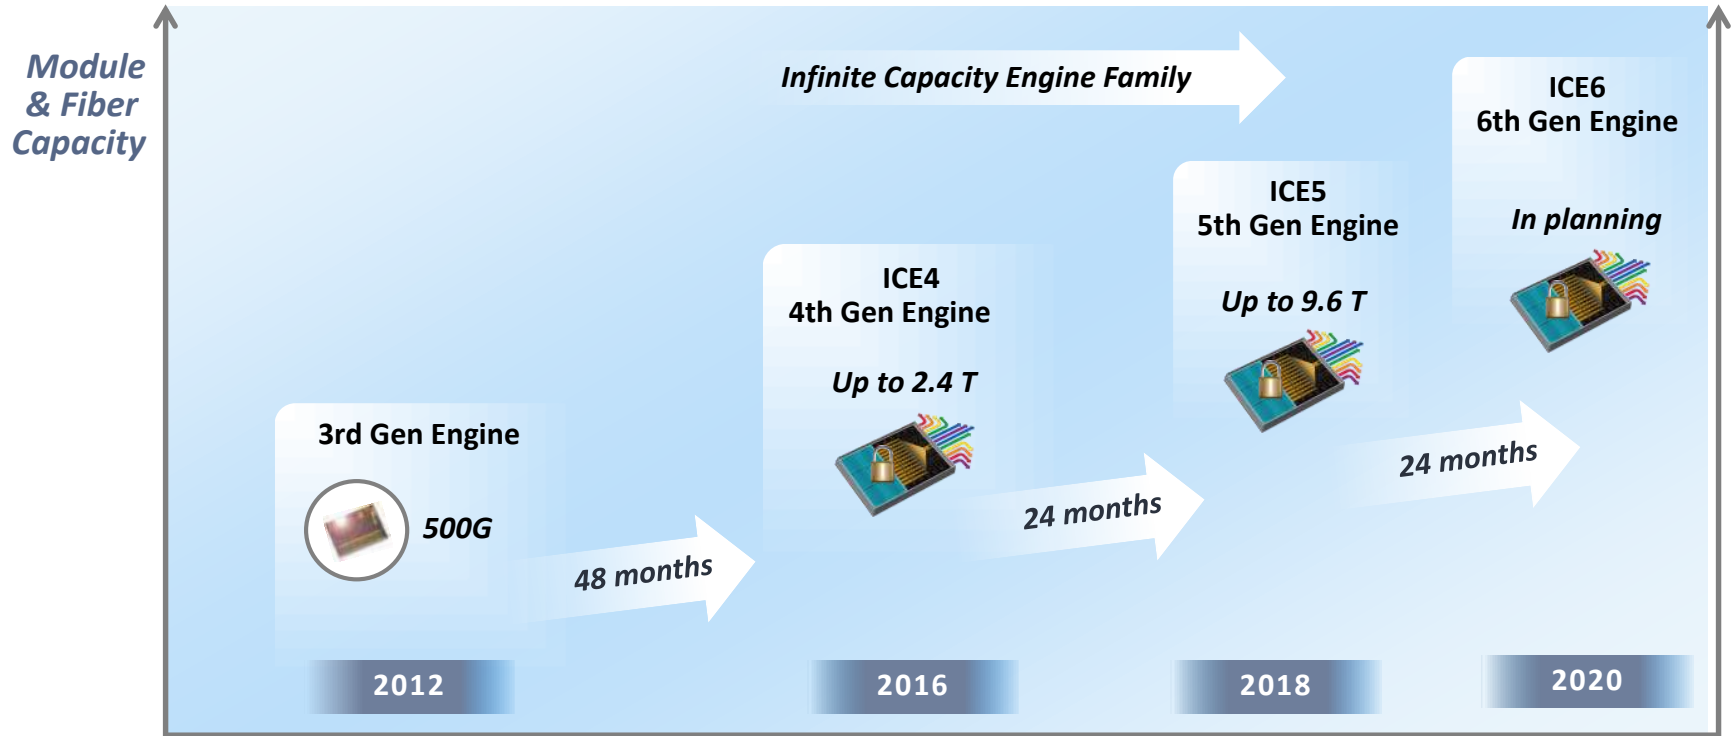 Module
& Fiber
Capacity
Infinite Capacity Engine Family
3rd Gen Engine
500G
48 months
ICE4
4th Gen Engine
Up to 2.4 T
24 months
ICE5
5th Gen Engine
Up to 9.6 T
24 months
ICE6
6th Gen Engine
In planning
2012
2016
2018
2020